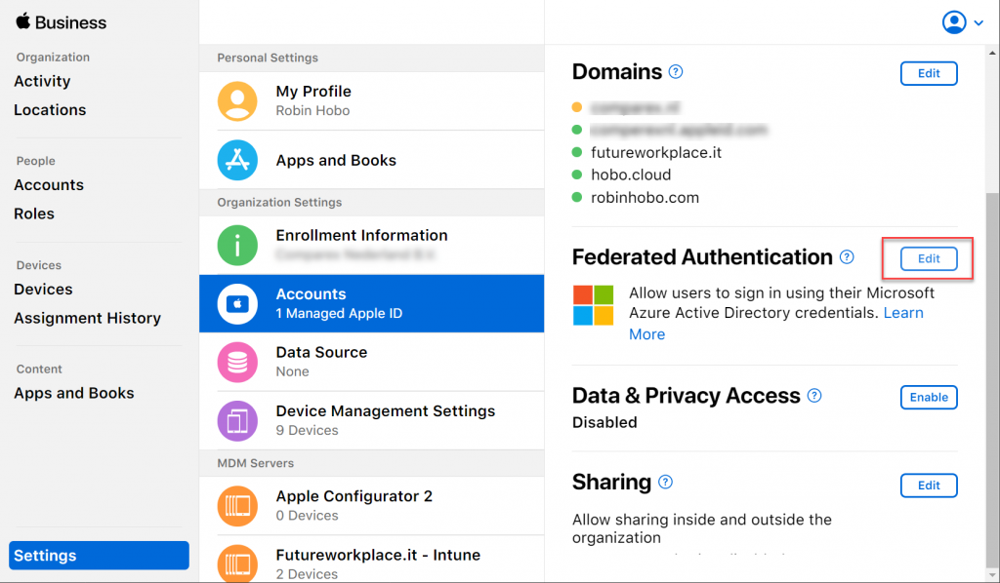 Business
Organization
Activity
Locations
People
Accounts
Roles
Devices
Devices
Assignment History
Content
Apps and Books
Settings
Personal Settings
My Profile
Robin Hobo
Apps and Books
Organization Settings
Enrollment Information
Accounts
1 Managed Apple ID
Data Source
None
Device Management Settings
9 Devices
MDM Servers
Apple Configurator 2
0 Devices
Futureworkplace.it - Intune
2 Devices
Domains ?
Edit
futureworkplace.it
hobo.cloud
robinhobo.com
Federated Authentication ?
Edit
Allow users to sign in using their Microsoft
Azure Active Directory credentials. Learn
More
Data & Privacy Access ?
Enable
Disabled
Sharing ?
Edit
Allow sharing inside and outside the
organization